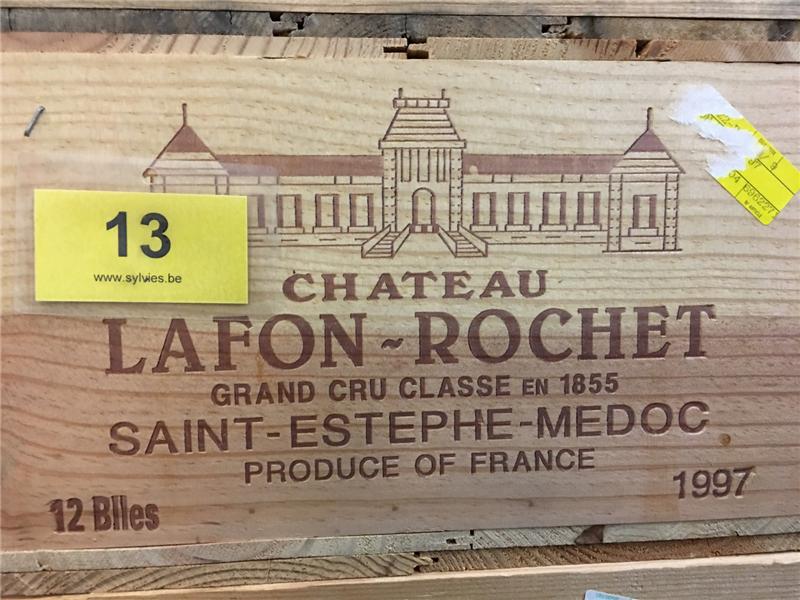 13
www.sylvies.be
CHATEAU
LAFON-ROCHET
GRAND CRU CLASSE EN 1855
SAINT-ESTEPHE-MEDOC
PRODUCE OF FRANCE
1997
12 Blles